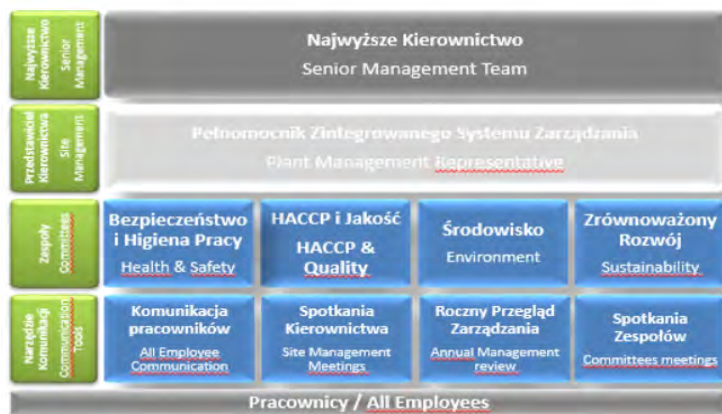 Najwyższe
Kierownictwo
Senior
Management
Najwyższe Kierownictwo
Senior Management Team
Przedstawiciel
Kierownictwa
Site
Management
Pełnomocnik Zintegrowanego Systemu Zarządzania
Plant Management Representative
Zespoły
Committees
Bezpieczeństwo
i Higiena Pracy
Health & Safety
HACCP i Jakość
HACCP &
Quality
Środowisko
Environment
Zrównoważony
Rozwój
Sustainability
Narzędzie
Komunikacji
Communication
Tools
Komunikacja
pracowników
All Employee
Communication
Spotkania
Kierownictwa
Site Management
Meetings
Roczny Przegląd
Zarządzania
Annual Management
review
Spotkania
Zespołów
Committees meetings
Pracownicy / All Employees